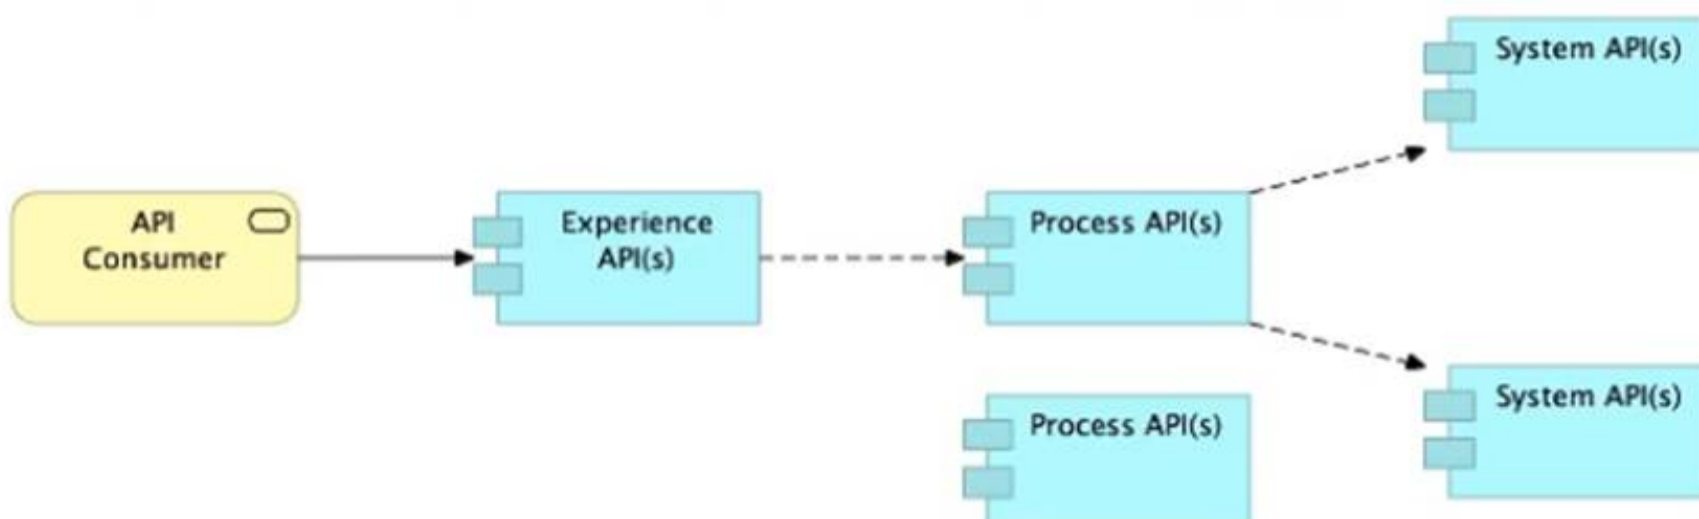 System API(s)
API
Consumer
Experience
API(s)
Process API(s)
System API(s)
Process API(s)